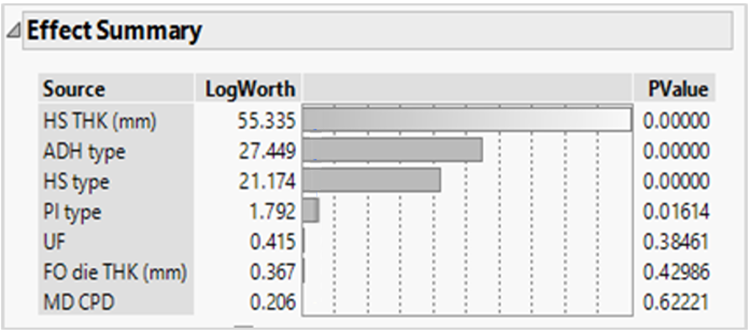 Effect Summary
Source LogWorth PValue
HS THK (mm) 55.335 0.00000
ADH type 27.449 0.00000
HS type 21.174 0.00000
PI type 1.792 0.01614
UF 0.415 0.38461
FO die THK (mm) 0.367 0.42986
MD CPD 0.206 0.62221